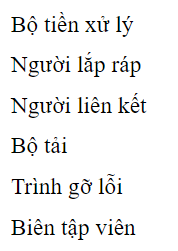 Bộ tiền xử lý
Người lắp ráp
Người liên kết
Bộ tải
Trình gỡ lỗi
Biên tập viên